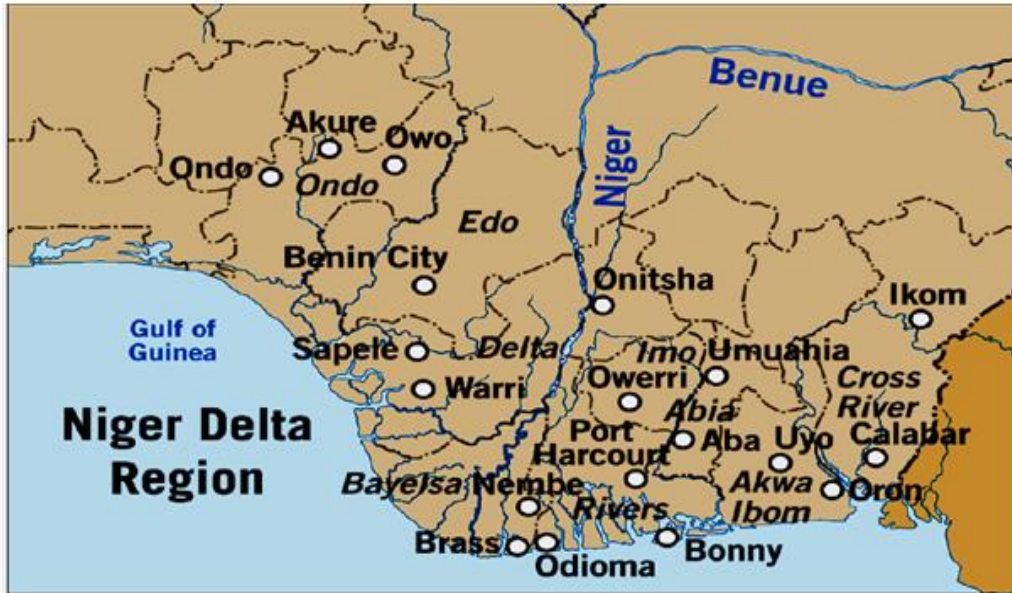 Benue
Niger
Akure
Owo
Ondo
Ondo
Edo
Benin City
Onitsha
Ikom
Gulf of
Guinea
Sapele
Delta
Imo
Umuahia
Warri
Owerri
Cross
River
Abia
Niger Delta
Region
Port
Harcourt
Aba
Uyo
Calabar
Bayelsa
Nembe
Rivers
Akwa
Ibom
Oron
Brass
Odioma
Bonny